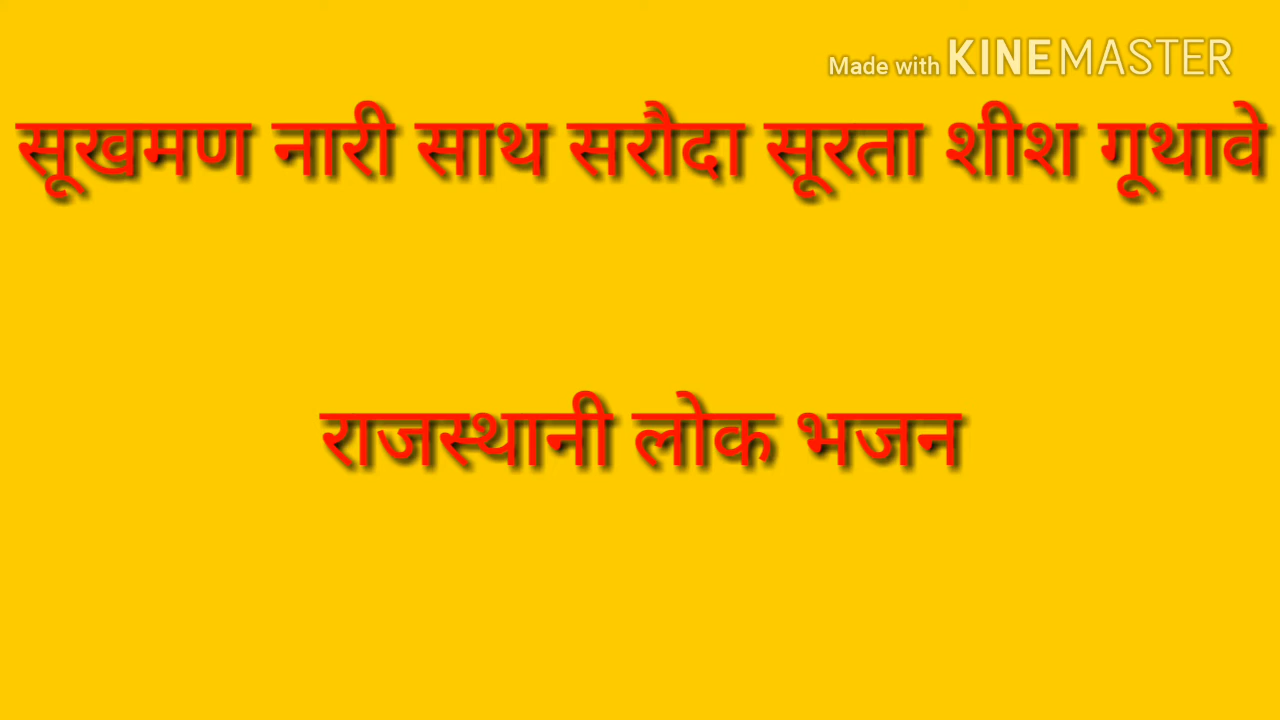 Made with KINEMASTER
सूखमण नारी साथ सरौदा सूरता शीश गूथावे
राजस्थानी लोक भजन